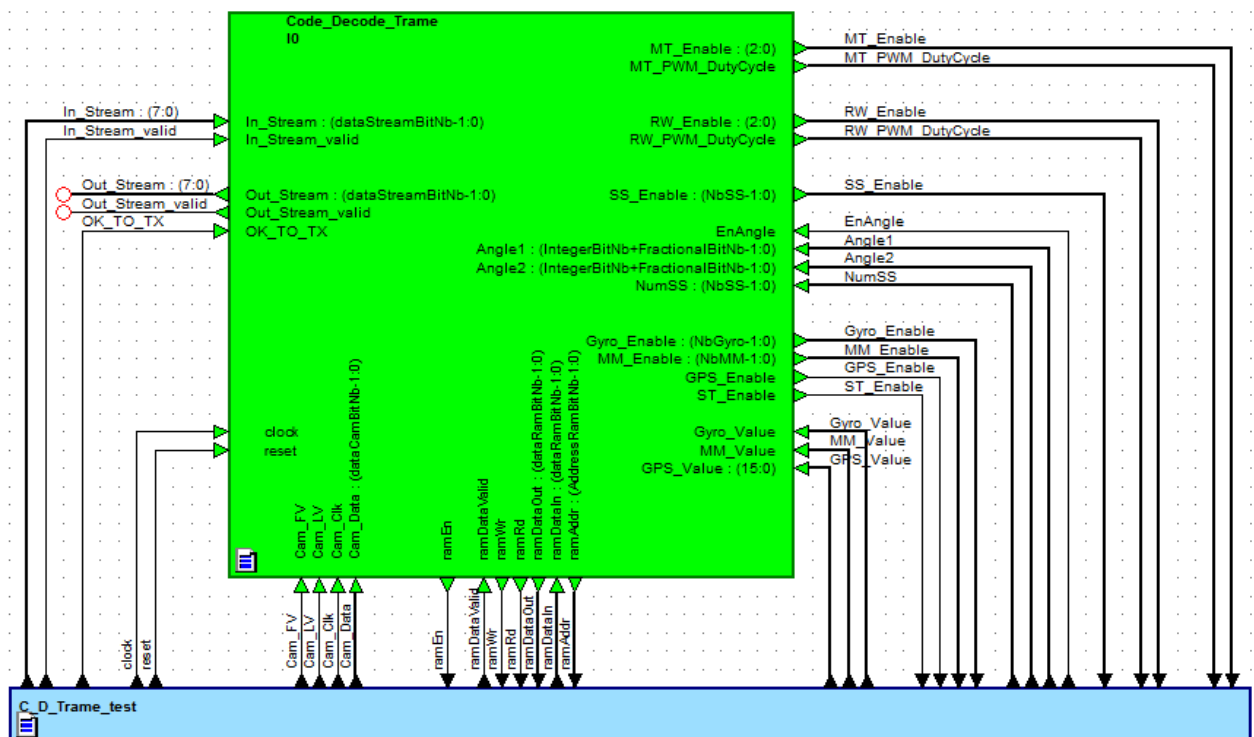 Code_Decode_Trame
I0
MT_Enable : (2:0)
MT_PWM_DutyCycle
MT_Enable
MT_PWM_DutyCycle
In_Stream : (7:0)
In_Stream_valid
In_Stream : (dataStreamBitNb-1:0)
In_Stream_valid
RW_Enable : (2:0)
RW_PWM_DutyCycle
RW_Enable
RW_PWM_DutyCycle
Out_Stream : (7:0)
Out_Stream_valid
OK_TO_TX
Out_Stream : (dataStreamBitNb-1:0)
Out_Stream_valid
OK_TO_TX
SS_Enable : (NbSS-1:0)
EnAngle
Angle1 : (IntegerBitNb+FractionalBitNb-1:0)
Angle2 : (IntegerBitNb+FractionalBitNb-1:0)
NumSS : (NbSS-1:0)
SS_Enable
EnAngle
Angle1
Angle2
NumSS
Gyro_Enable : (NbGyro-1:0)
MM_Enable : (NbMM-1:0)
GPS_Enable
ST_Enable
Gyro_Enable
MM_Enable
GPS_Enable
ST_Enable
clock
reset
Gyro_Value
MM_Value
GPS_Value : (15:0)
Gyro_Value
MM_Value
GPS_Value
Cam_FV
Cam_LV
Cam_Clk
Cam_Data : (dataCamBitNb-1:0)
ramEn
ramDataValid
ramWr
ramRd
ramDataOut : (dataRamBitNb-1:0)
ramDataIn : (dataRamBitNb-1:0)
ramAddr : (AddressRamBitNb-1:0)
clock
reset
Cam_FV
Cam_LV
Cam_Clk
Cam_Data
ramEn
ramDataValid
ramWr
ramRd
ramDataOut
ramDataIn
ramAddr
C_D_Trame_test